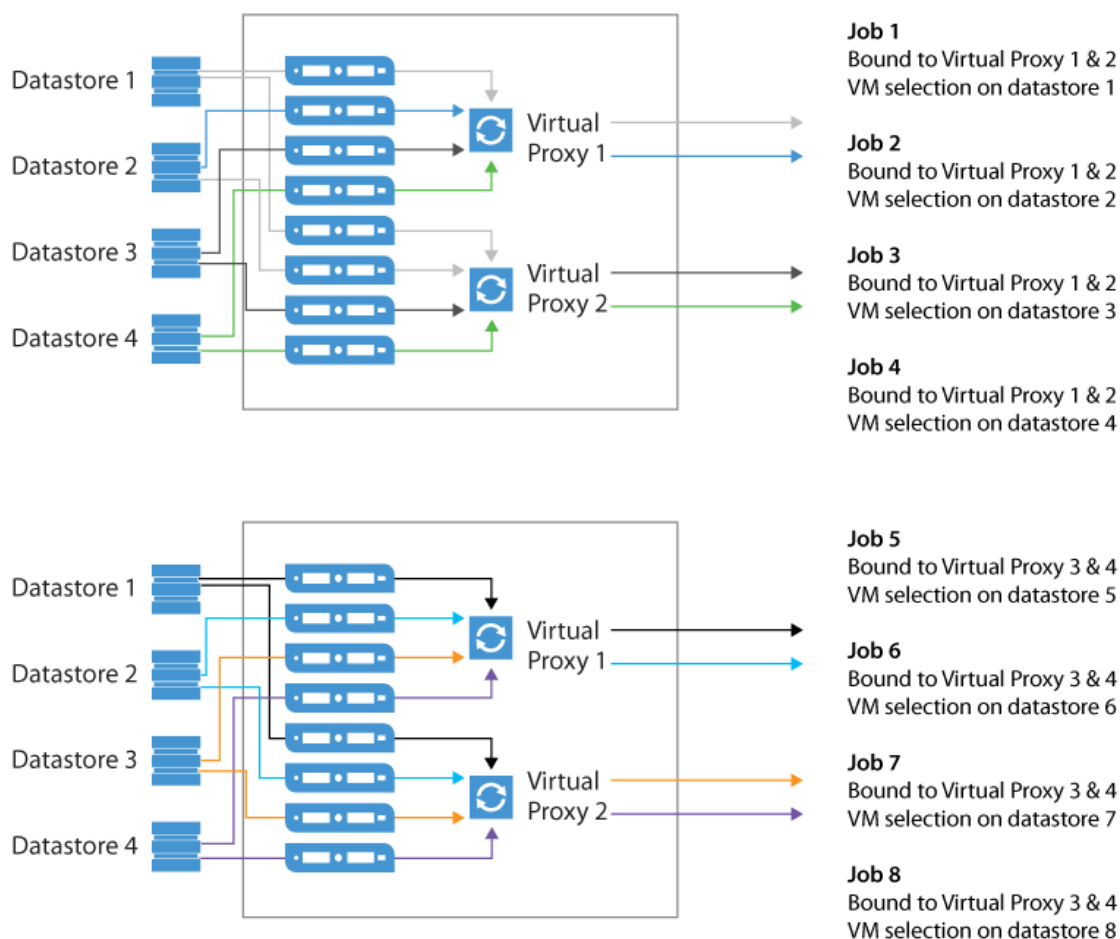 Datastore 1
Datastore 2
Datastore 3
Datastore 4
Virtual
Proxy 1
Virtual
Proxy 2
Job 1
Bound to Virtual Proxy 1 & 2
VM selection on datastore 1
Job 2
Bound to Virtual Proxy 1 & 2
VM selection on datastore 2
Job 3
Bound to Virtual Proxy 1 & 2
VM selection on datastore 3
Job 4
Bound to Virtual Proxy 1 & 2
VM selection on datastore 4
Datastore 1
Datastore 2
Datastore 3
Datastore 4
Virtual
Proxy 1
Virtual
Proxy 2
Job 5
Bound to Virtual Proxy 3 & 4
VM selection on datastore 5
Job 6
Bound to Virtual Proxy 3 & 4
VM selection on datastore 6
Job 7
Bound to Virtual Proxy 3 & 4
VM selection on datastore 7
Job 8
Bound to Virtual Proxy 3 & 4
VM selection on datastore 8